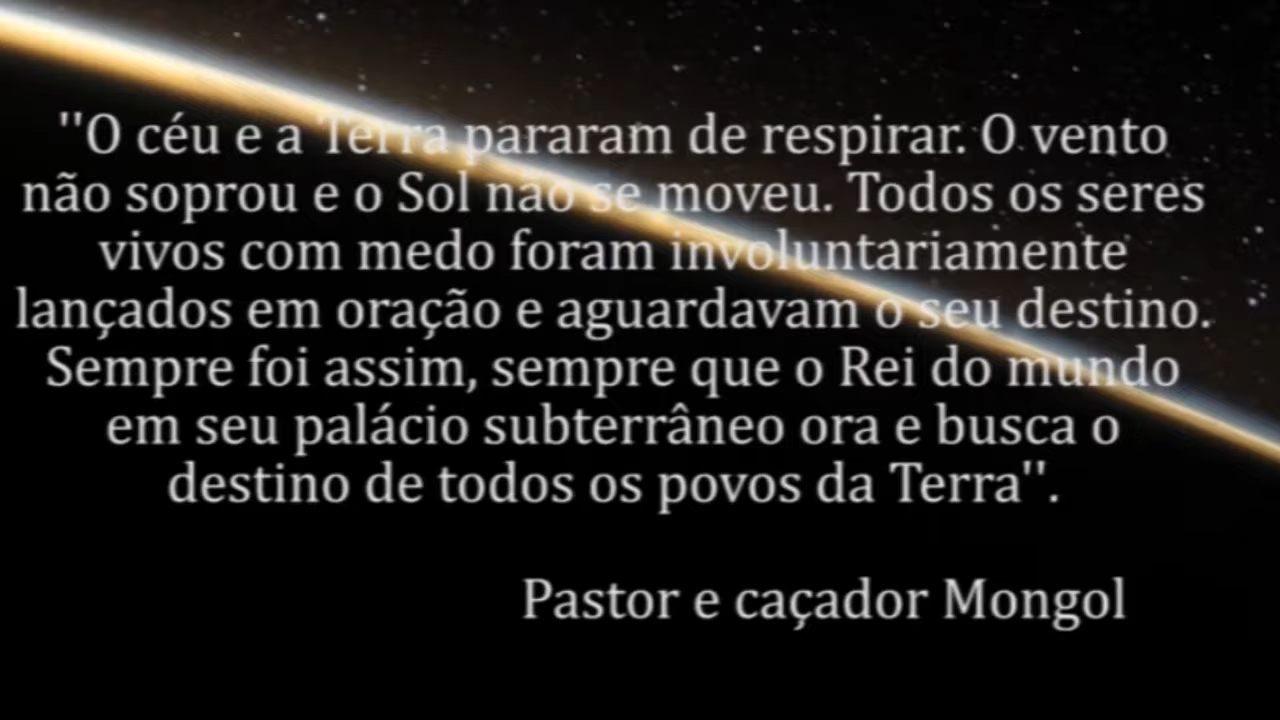 "O céu e a Terra pararam de respirar. O vento
não soprou e o Sol não se moveu. Todos os seres
vivos com medo foram involuntariamente
lançados em oração e aguardavam o seu destino.
Sempre foi assim, sempre que o Rei do mundo
em seu palácio subterrâneo ora e busca o
destino de todos os povos da Terra".
Pastor e caçador Mongol